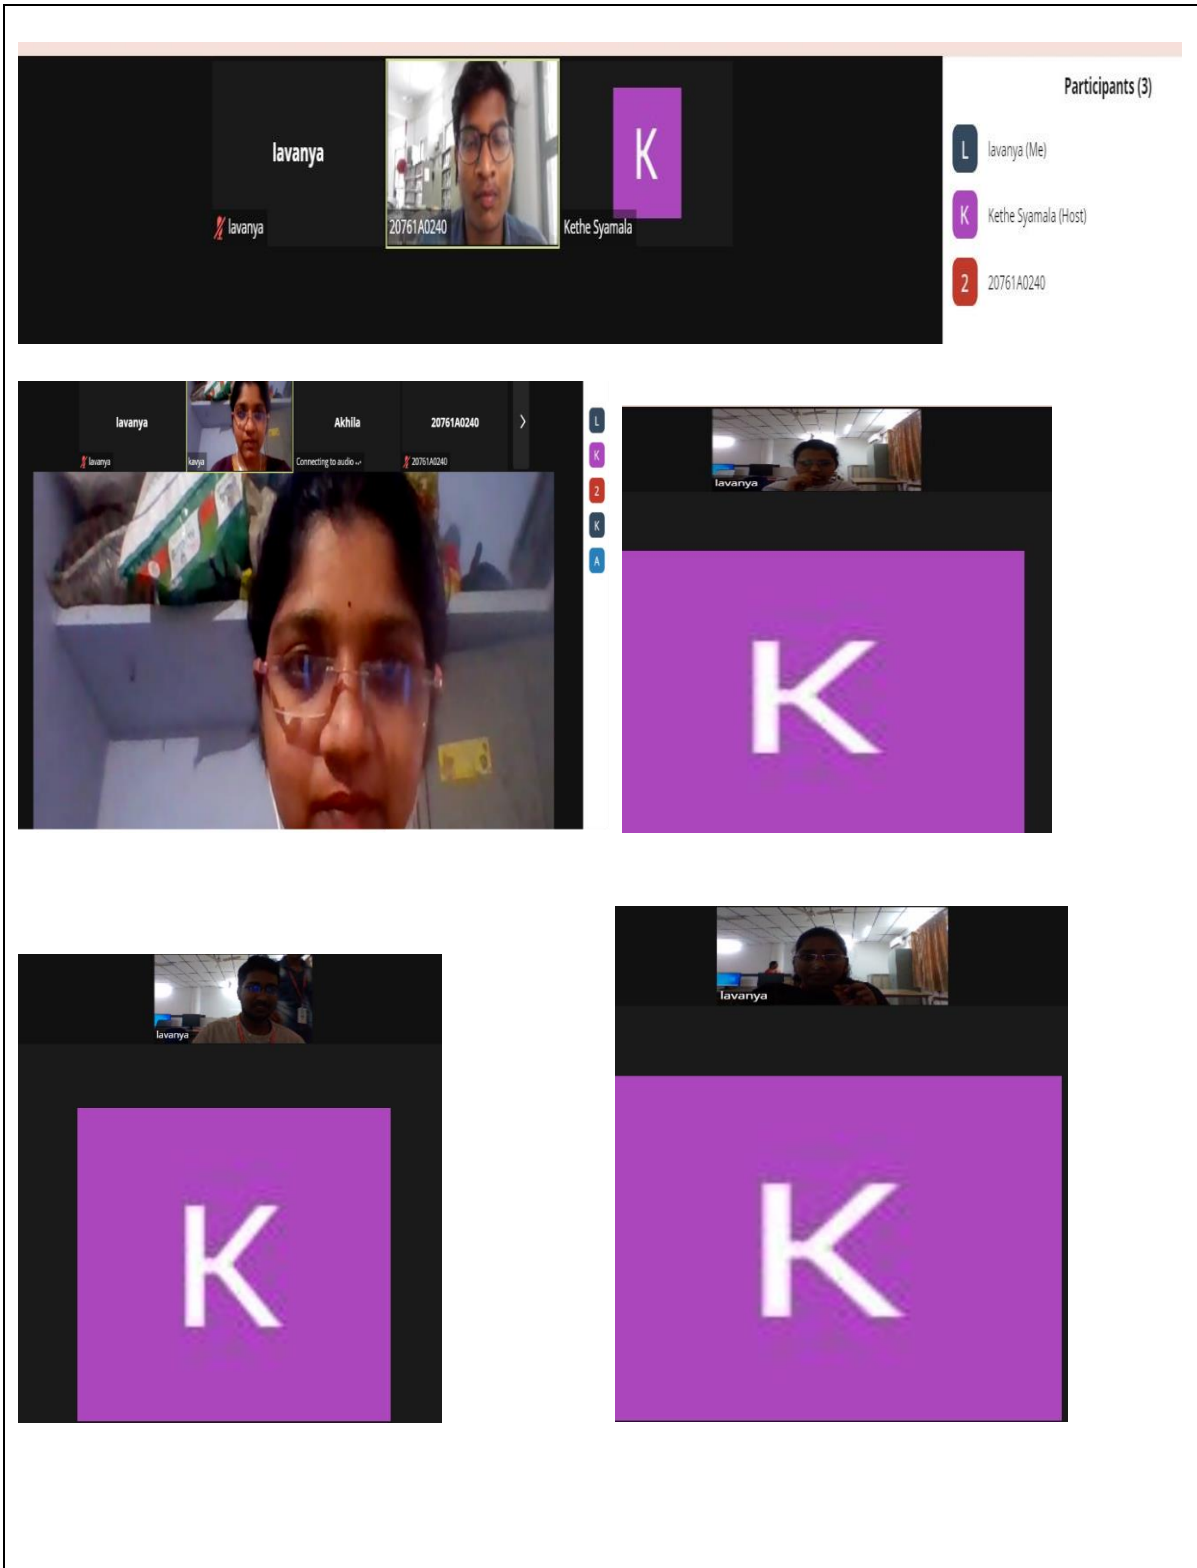 Participants (3)
lavanya
K
lavanya
20761A0240
Kethe Syamala
L lavanya (Me)
K Kethe Syamala (Host)
2 20761A0240
lavanya
Akhila
20761A0240
>
lavanya
kavya
Connecting to audio
20761A0240
L
K
2
K
A
lavanya
K
lavanya
K
lavanya
K